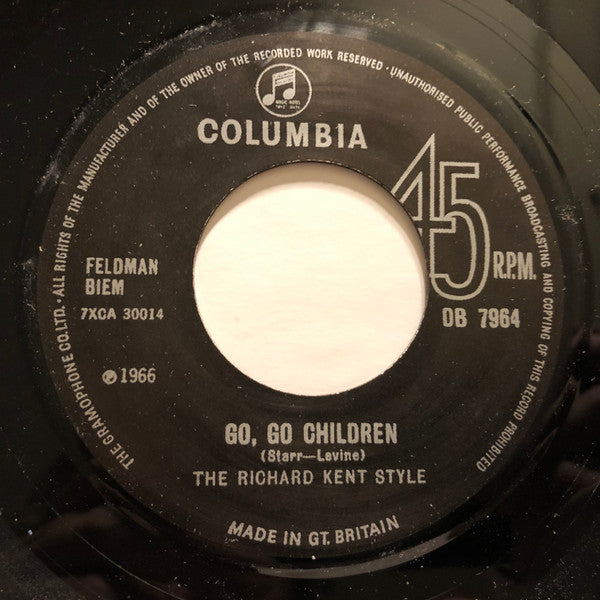 THE GRAMOPHONE CO. LTD. · ALL RIGHTS OF THE MANUFACTURER AND OF THE OWNER OF THE RECORDED WORK RESERVED · UNAUTHORISED PUBLIC PERFORMANCE BROADCASTING AND COPYING OF THIS RECORD PROHIBITED
MAGIC NOTES
COLUMBIA
45
R.P.M.
FELDMAN
BIEM
7XCA 30014
DB 7964
℗ 1966
GO, GO CHILDREN
(Starr—Levine)
THE RICHARD KENT STYLE
MADE IN GT. BRITAIN